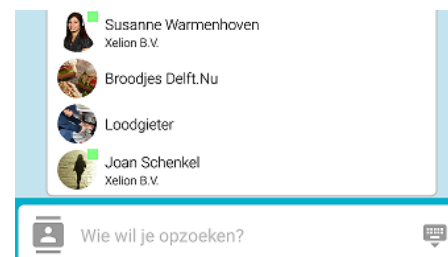 Susanne Warmenhoven
Xelion B.V.
Broodjes Delft.Nu
Loodgieter
Joan Schenkel
Xelion B.V.
Wie wil je opzoeken?